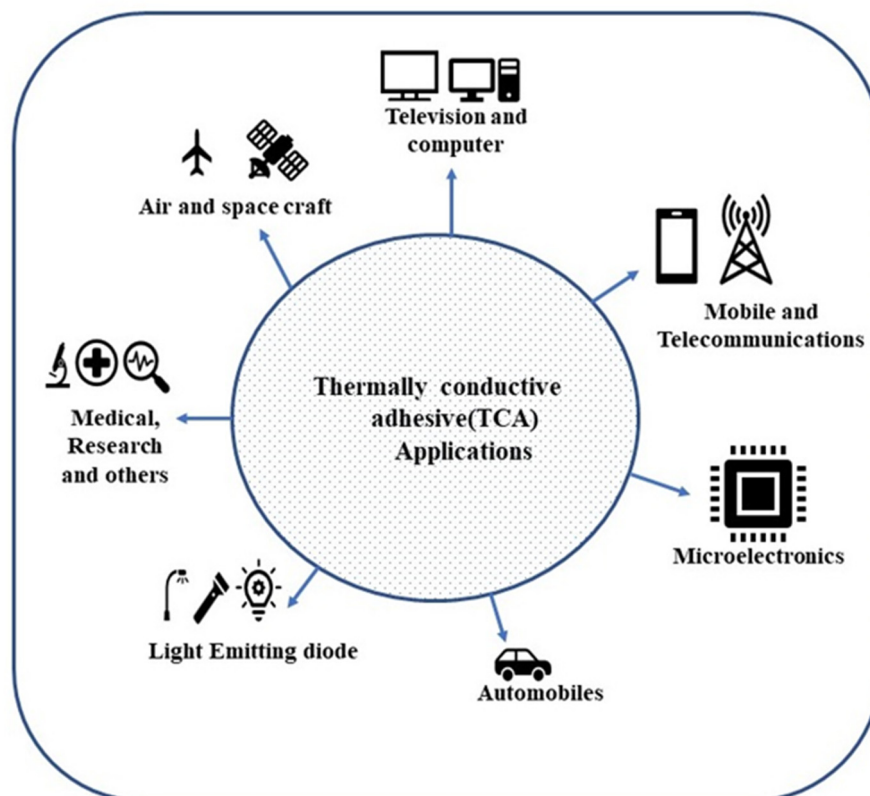 Television and
computer
Air and space craft
Mobile and
Telecommunications
Thermally conductive
adhesive(TCA)
Applications
Medical,
Research
and others
Microelectronics
Light Emitting diode
Automobiles